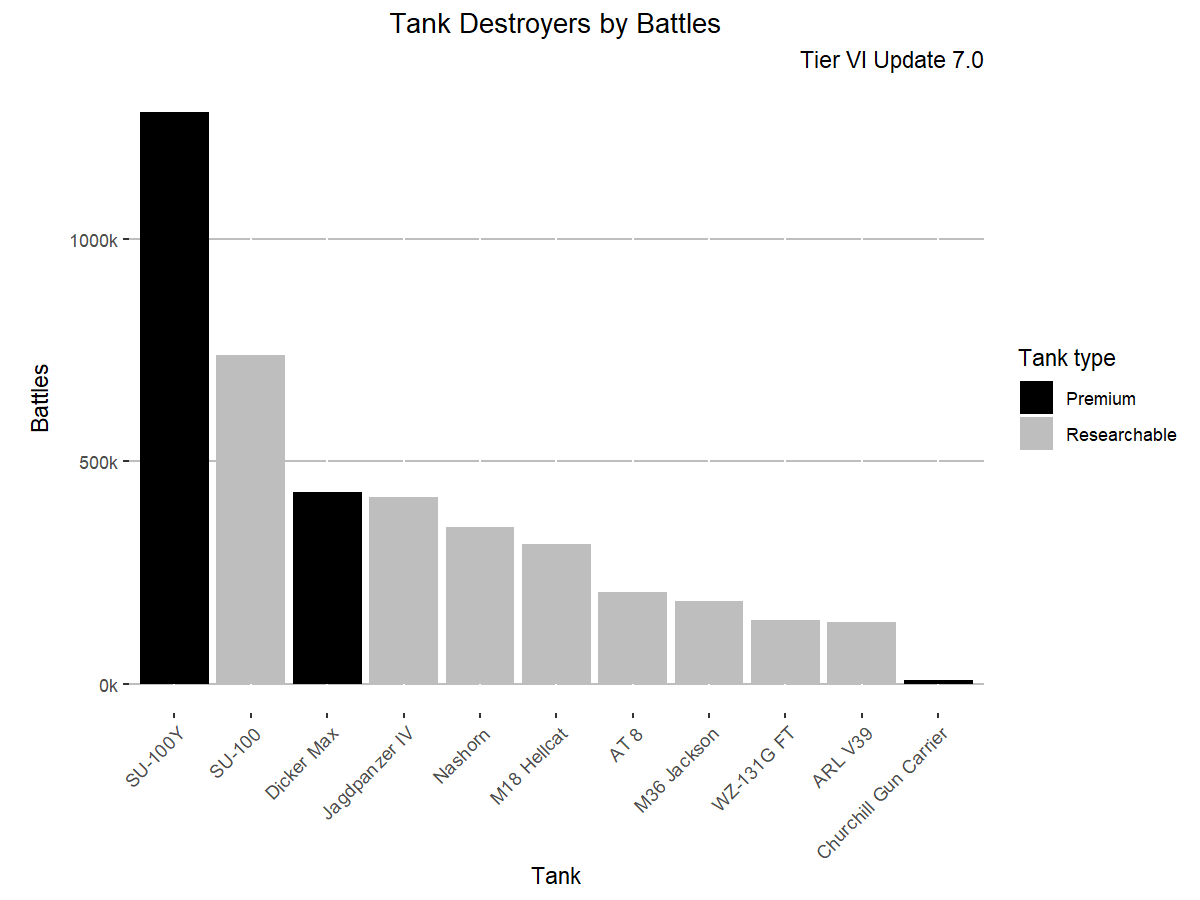 Tank Destroyers by Battles
Tier VI Update 7.0
Battles
1000k
500k
0k
SU-100Y
SU-100
Dicker Max
Jagdpanzer IV
Nashorn
M18 Hellcat
AT 8
M36 Jackson
WZ-131G FT
ARL V39
Churchill Gun Carrier
Tank
Tank type
Premium
Researchable